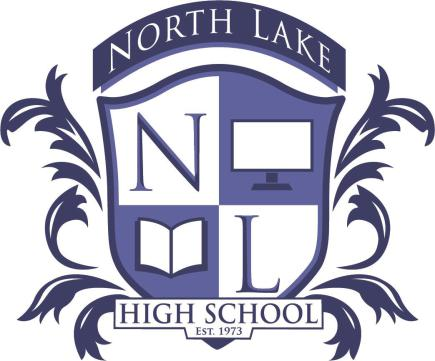 NORTH LAKE
N
L
HIGH SCHOOL
EST. 1973